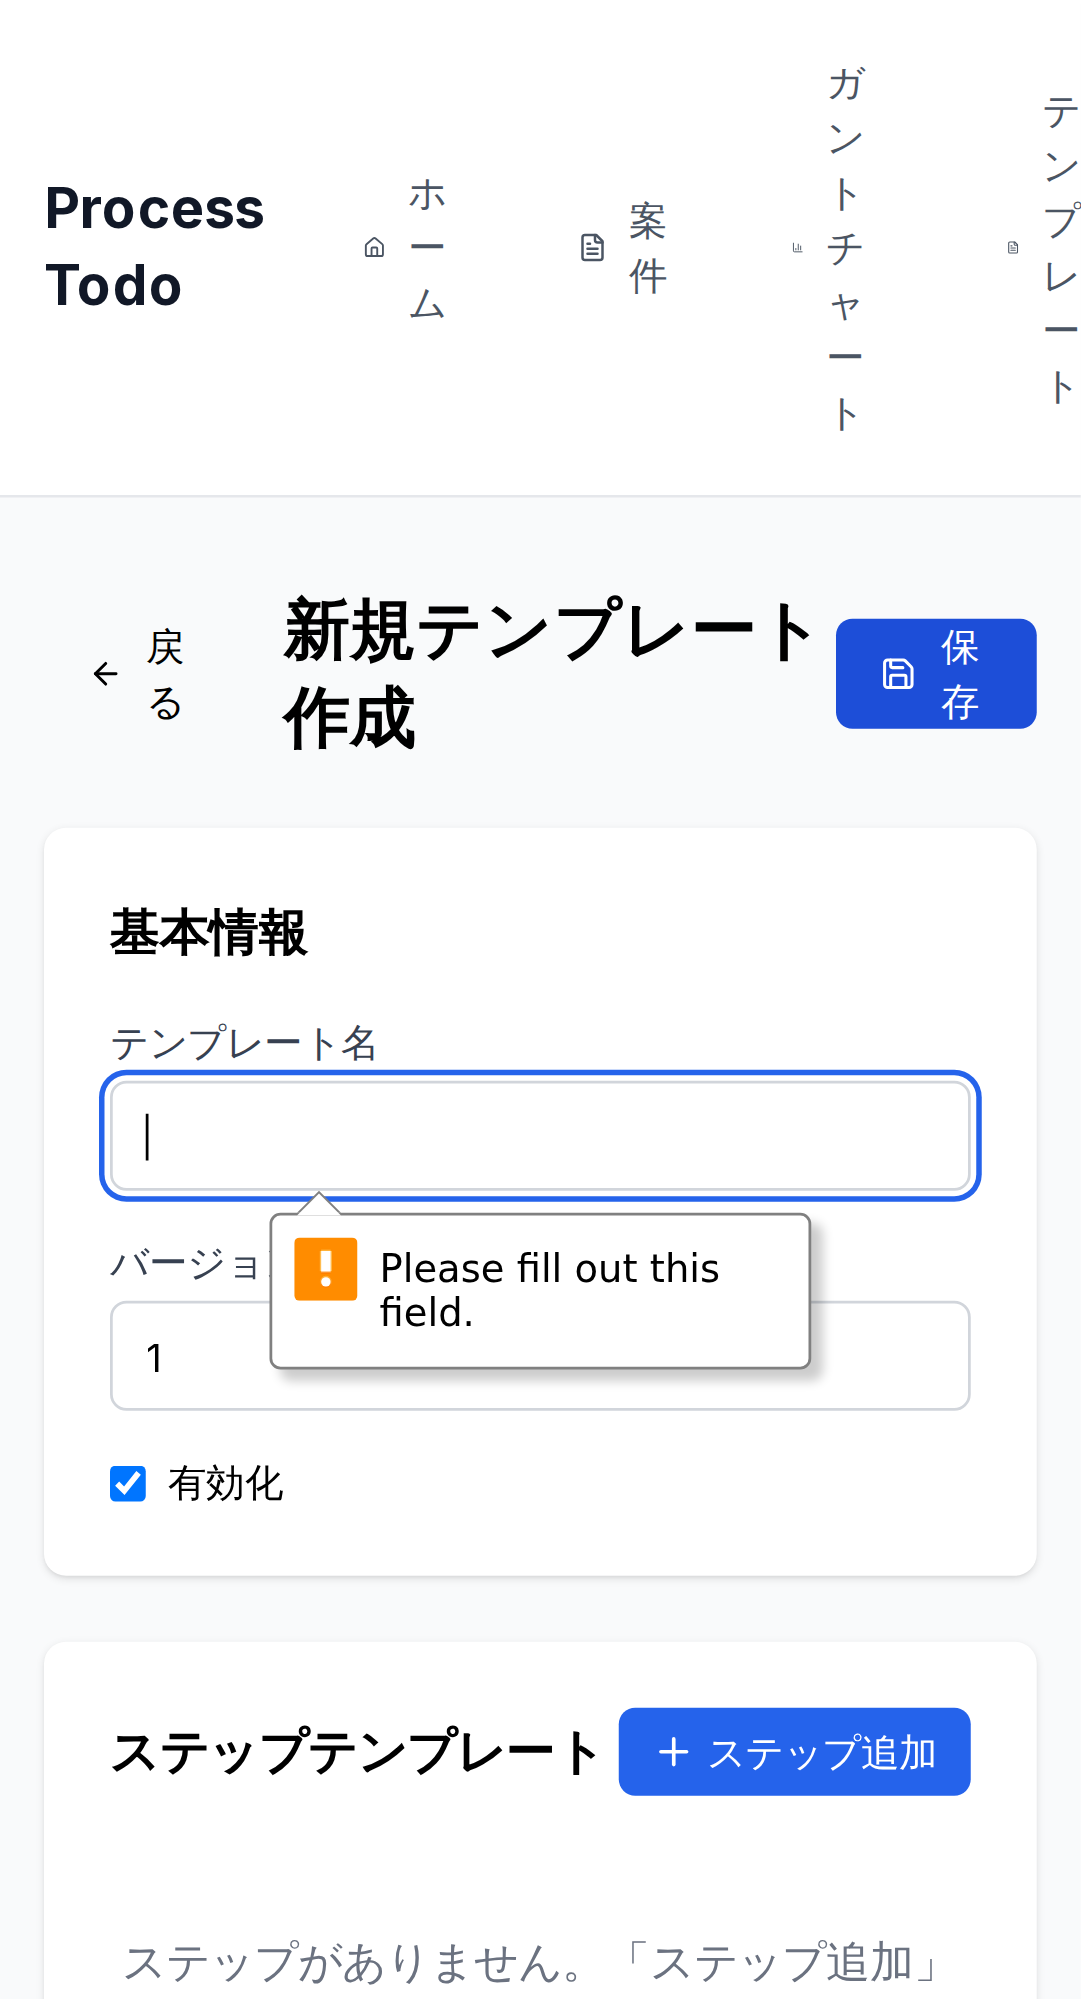 Process
Todo
ホーム
案件
ガントチャート
テンプレート
戻る
新規テンプレート
作成
保存
基本情報
テンプレート名
バージョ
Please fill out this
field.
1
有効化
ステップテンプレート
ステップ追加
ステップがありません。「ステップ追加」